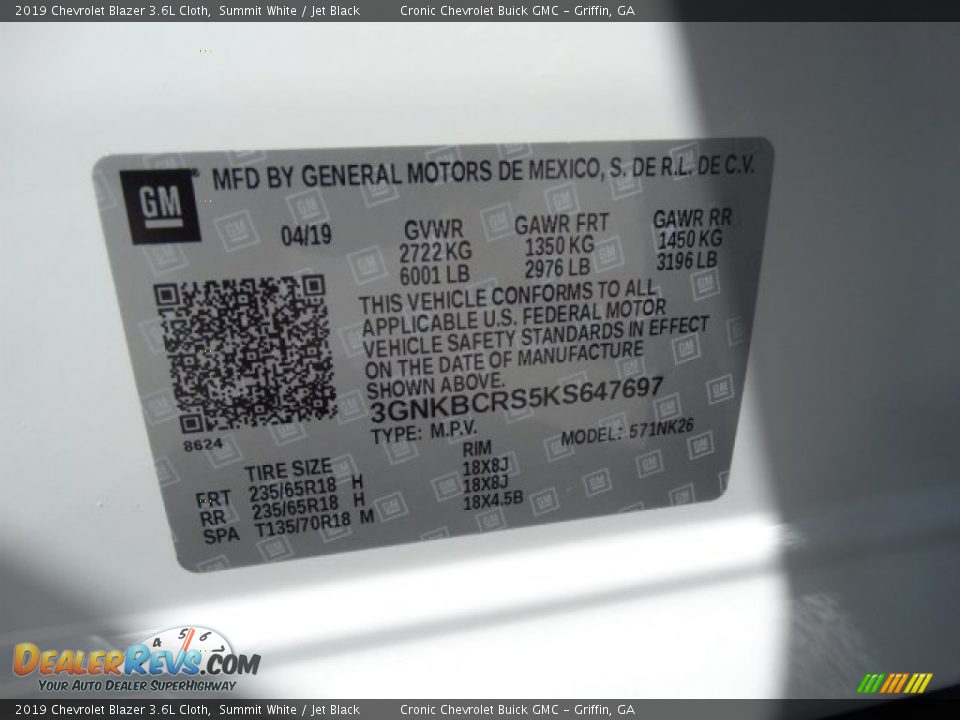 2019 Chevrolet Blazer 3.6L Cloth, Summit White / Jet Black Cronic Chevrolet Buick GMC – Griffin, GA
GM® MFD BY GENERAL MOTORS DE MEXICO, S. DE R.L. DE C.V.
04/19 GVWR GAWR FRT GAWR RR
2722 KG 1350 KG 1450 KG
6001 LB 2976 LB 3196 LB
THIS VEHICLE CONFORMS TO ALL
APPLICABLE U.S. FEDERAL MOTOR
VEHICLE SAFETY STANDARDS IN EFFECT
ON THE DATE OF MANUFACTURE
SHOWN ABOVE.
3GNKBCRS5KS647697
8624 TYPE: M.P.V. MODEL: 571NK26
TIRE SIZE RIM
FRT 235/65R18 H 18X8J
RR 235/65R18 H 18X8J
SPA T135/70R18 M 18X4.5B
4 5 6 7
DEALERREVS.COM
YOUR AUTO DEALER SUPERHIGHWAY
2019 Chevrolet Blazer 3.6L Cloth, Summit White / Jet Black Cronic Chevrolet Buick GMC – Griffin, GA